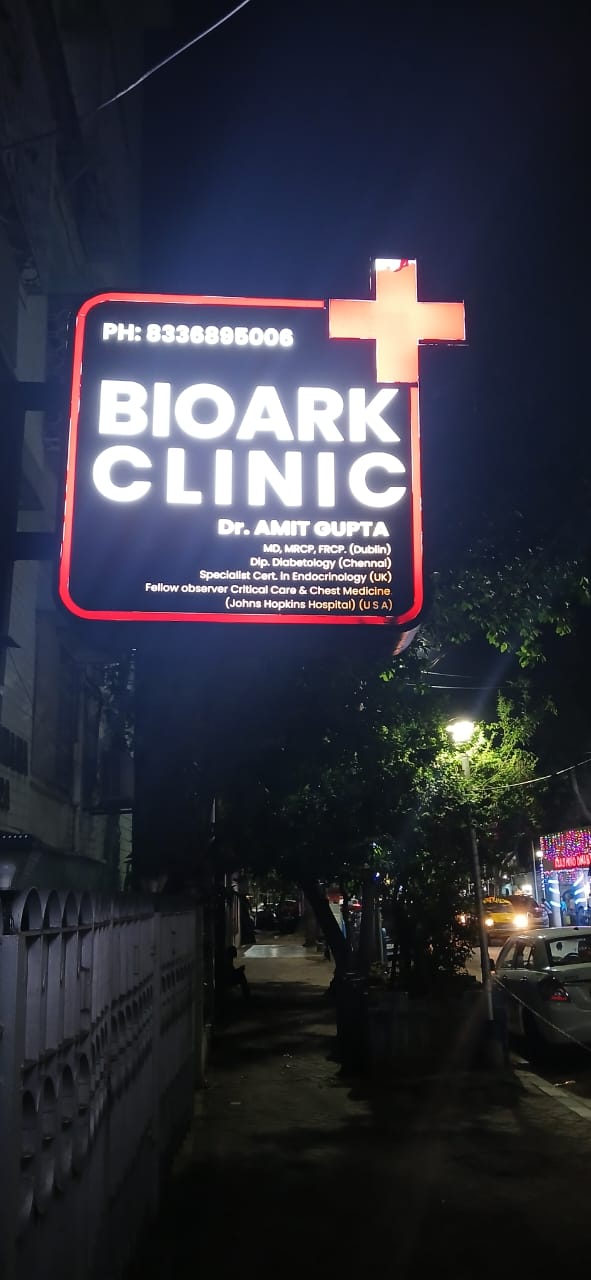 PH: 8336895006
BIOARK
CLINIC
Dr. AMIT GUPTA
MD, MRCP, FRCP. (Dublin)
Dip. Diabetology (Chennai)
Specialist Cert. in Endocrinology (UK)
Fellow observer Critical Care & Chest Medicine
(Johns Hopkins Hospital) (U S A)